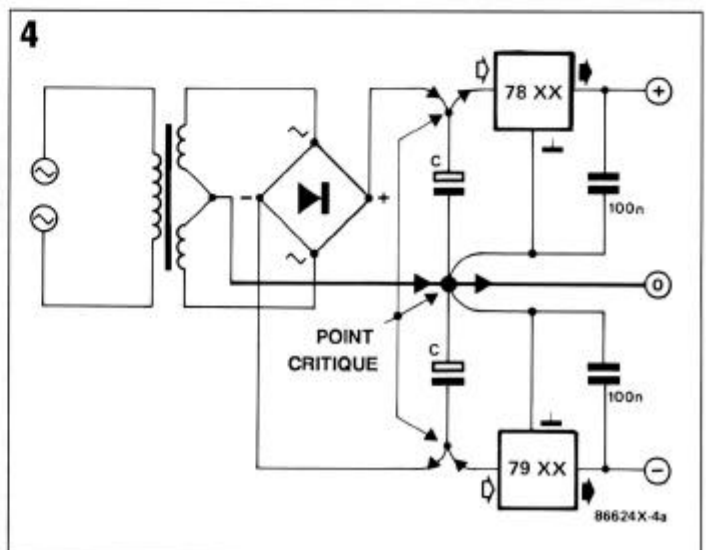 4
78 XX
C
- +
100n
0
POINT
CRITIQUE
C
100n
79 XX
86624X-4a